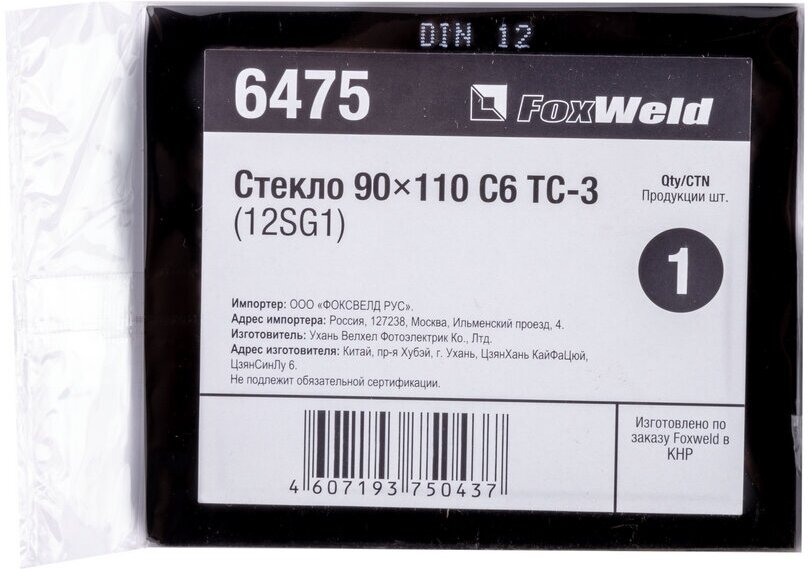 DIN 12
6475
FoxWeld
Стекло 90×110 С6 ТС-3
(12SG1)
Qty/CTN
Продукции шт.
1
Импортер: ООО «ФОКСВЕЛД РУС».
Адрес импортера: Россия, 127238, Москва, Ильменский проезд, 4.
Изготовитель: Ухань Велхел Фотоэлектрик Ко., Лтд.
Адрес изготовителя: Китай, пр-я Хубэй, г. Ухань, ЦзянХань КайФаЦюй,
ЦзянСинЛу 6.
Не подлежит обязательной сертификации.
4 607193 750437
Изготовлено по
заказу Foxweld в
КНР